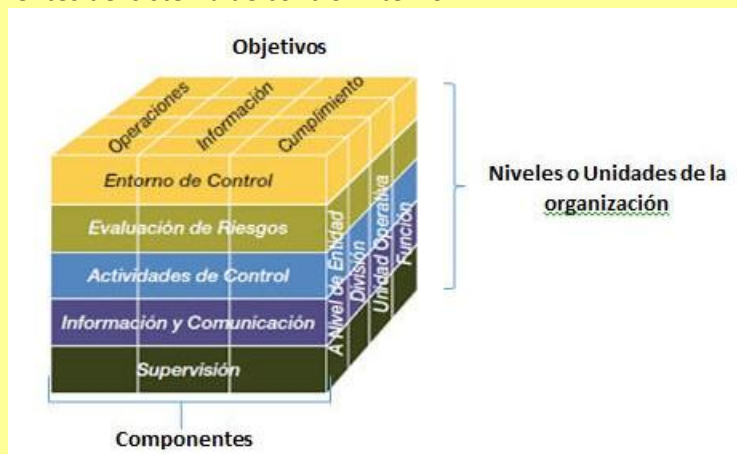 Objetivos
Operaciones
Información
Cumplimiento
Entorno de Control
Evaluación de Riesgos
Actividades de Control
Información y Comunicación
Supervisión
A Nivel de Entidad
División
Unidad Operativa
Función
Niveles o Unidades de la
organización
Componentes